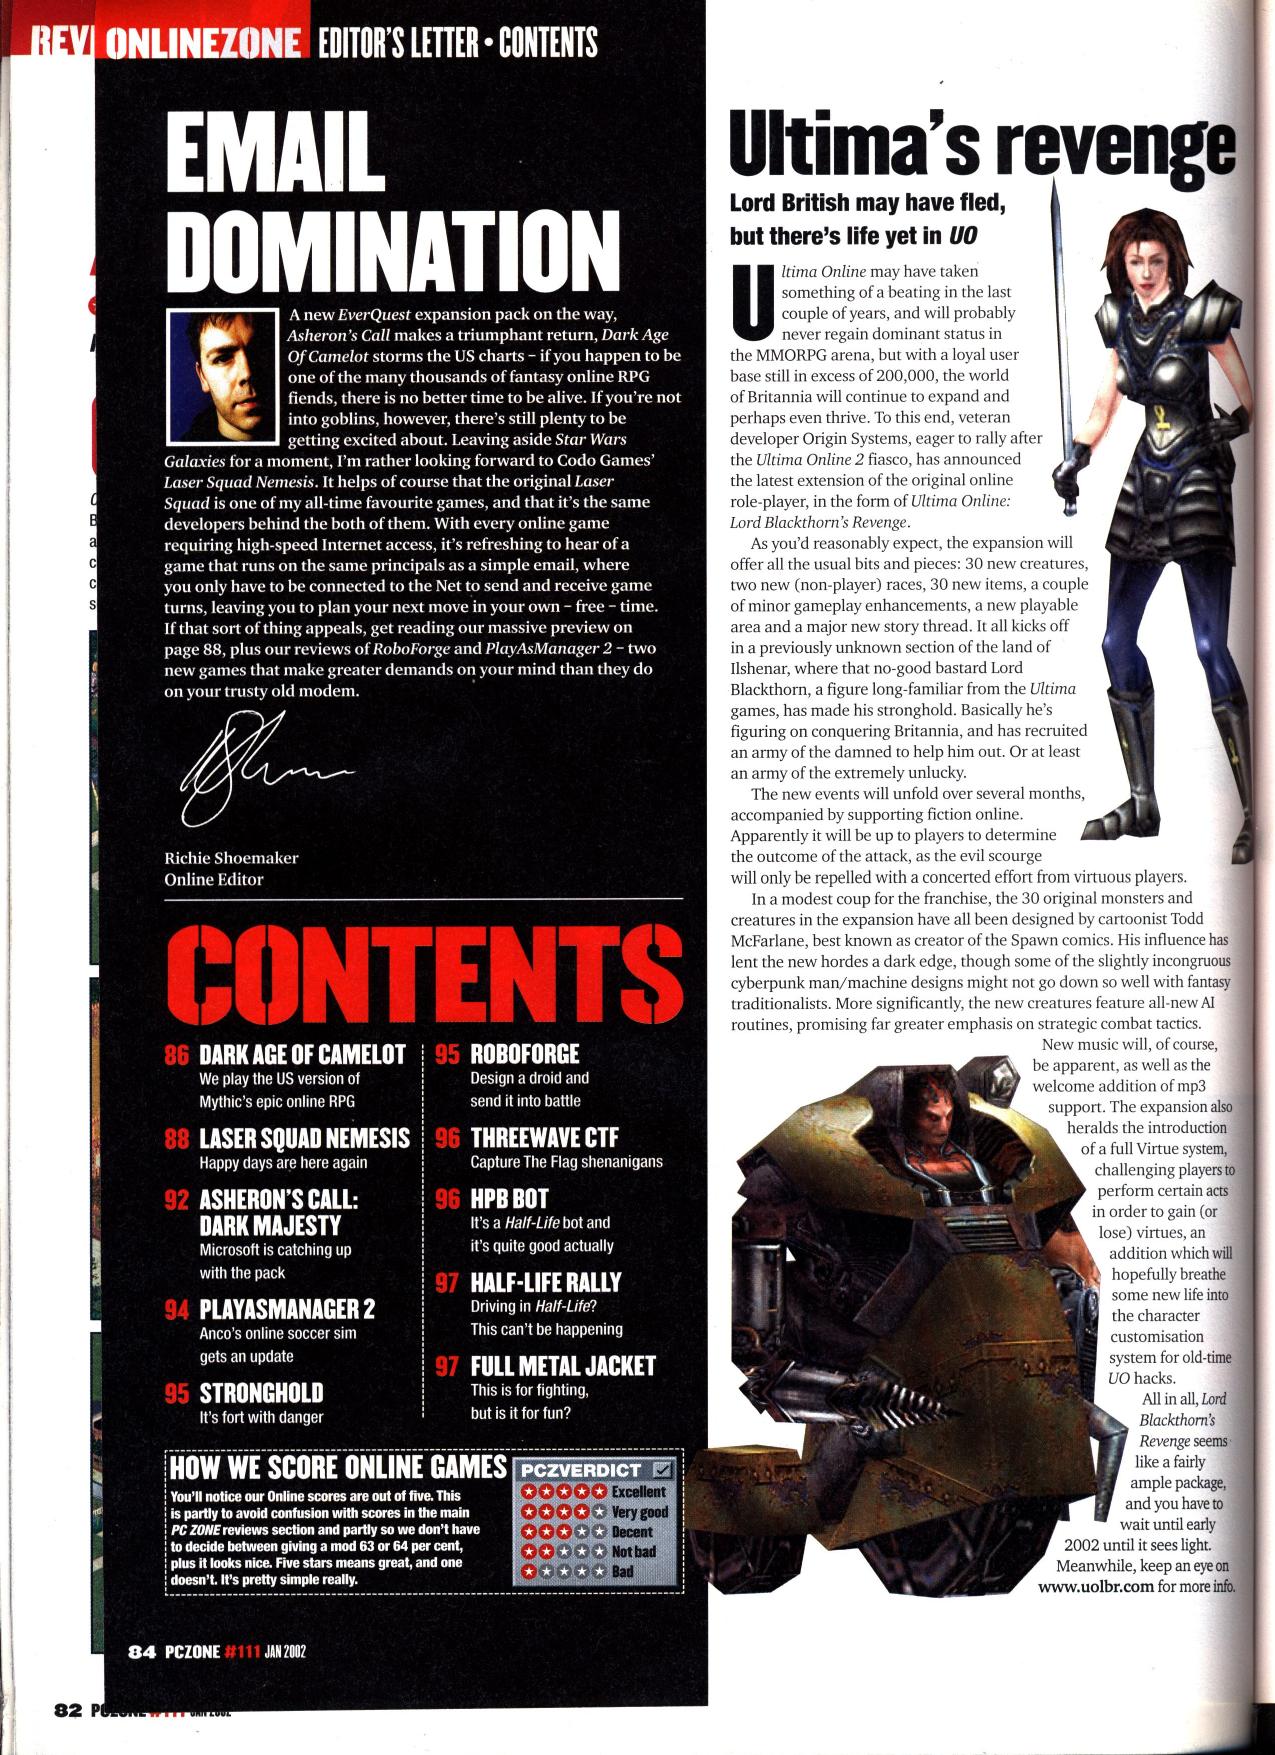 REVI
ONLINEZONE EDITOR'S LETTER • CONTENTS
EMAIL
DOMINATION
A new EverQuest expansion pack on the way,
Asheron's Call makes a triumphant return, Dark Age
Of Camelot storms the US charts – if you happen to be
one of the many thousands of fantasy online RPG
fiends, there is no better time to be alive. If you're not
into goblins, however, there's still plenty to be
getting excited about. Leaving aside Star Wars
Galaxies for a moment, I'm rather looking forward to Codo Games'
Laser Squad Nemesis. It helps of course that the original Laser
Squad is one of my all-time favourite games, and that it's the same
developers behind the both of them. With every online game
requiring high-speed Internet access, it's refreshing to hear of a
game that runs on the same principals as a simple email, where
you only have to be connected to the Net to send and receive game
turns, leaving you to plan your next move in your own – free – time.
If that sort of thing appeals, get reading our massive preview on
page 88, plus our reviews of RoboForge and PlayAsManager 2 – two
new games that make greater demands on your mind than they do
on your trusty old modem.
Richie Shoemaker
Online Editor
CONTENTS
86 DARK AGE OF CAMELOT
We play the US version of
Mythic's epic online RPG
88 LASER SQUAD NEMESIS
Happy days are here again
92 ASHERON'S CALL:
DARK MAJESTY
Microsoft is catching up
with the pack
94 PLAYASMANAGER 2
Anco's online soccer sim
gets an update
95 STRONGHOLD
It's fort with danger
95 ROBOFORGE
Design a droid and
send it into battle
96 THREEWAVE CTF
Capture The Flag shenanigans
96 HPB BOT
It's a Half-Life bot and
it's quite good actually
97 HALF-LIFE RALLY
Driving in Half-Life?
This can't be happening
97 FULL METAL JACKET
This is for fighting,
but is it for fun?
HOW WE SCORE ONLINE GAMES
You'll notice our Online scores are out of five. This
is partly to avoid confusion with scores in the main
PC ZONE reviews section and partly so we don't have
to decide between giving a mod 63 or 64 per cent,
plus it looks nice. Five stars means great, and one
doesn't. It's pretty simple really.
PCZVERDICT
Excellent
Very good
Decent
Not bad
Bad
84 PCZONE #111 JAN 2002
Ultima's revenge
Lord British may have fled,
but there's life yet in UO
Ultima Online may have taken
something of a beating in the last
couple of years, and will probably
never regain dominant status in
the MMORPG arena, but with a loyal user
base still in excess of 200,000, the world
of Britannia will continue to expand and
perhaps even thrive. To this end, veteran
developer Origin Systems, eager to rally after
the Ultima Online 2 fiasco, has announced
the latest extension of the original online
role-player, in the form of Ultima Online:
Lord Blackthorn's Revenge.
As you'd reasonably expect, the expansion will
offer all the usual bits and pieces: 30 new creatures,
two new (non-player) races, 30 new items, a couple
of minor gameplay enhancements, a new playable
area and a major new story thread. It all kicks off
in a previously unknown section of the land of
Ilshenar, where that no-good bastard Lord
Blackthorn, a figure long-familiar from the Ultima
games, has made his stronghold. Basically he's
figuring on conquering Britannia, and has recruited
an army of the damned to help him out. Or at least
an army of the extremely unlucky.
The new events will unfold over several months,
accompanied by supporting fiction online.
Apparently it will be up to players to determine
the outcome of the attack, as the evil scourge
will only be repelled with a concerted effort from virtuous players.
In a modest coup for the franchise, the 30 original monsters and
creatures in the expansion have all been designed by cartoonist Todd
McFarlane, best known as creator of the Spawn comics. His influence has
lent the new hordes a dark edge, though some of the slightly incongruous
cyberpunk man/machine designs might not go down so well with fantasy
traditionalists. More significantly, the new creatures feature all-new AI
routines, promising far greater emphasis on strategic combat tactics.
New music will, of course,
be apparent, as well as the
welcome addition of mp3
support. The expansion also
heralds the introduction
of a full Virtue system,
challenging players to
perform certain acts
in order to gain (or
lose) virtues, an
addition which will
hopefully breathe
some new life into
the character
customisation
system for old-time
UO hacks.
All in all, Lord
Blackthorn's
Revenge seems
like a fairly
ample package,
and you have to
wait until early
2002 until it sees light.
Meanwhile, keep an eye on
www.uolbr.com for more info.
82